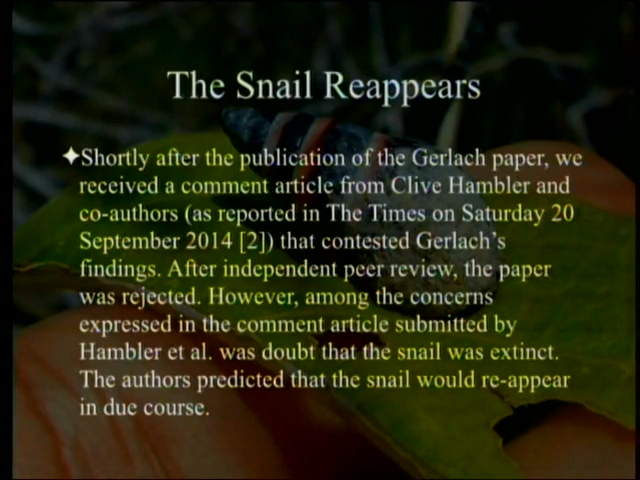 The Snail Reappears
✦Shortly after the publication of the Gerlach paper, we
received a comment article from Clive Hambler and
co-authors (as reported in The Times on Saturday 20
September 2014 [2]) that contested Gerlach's
findings. After independent peer review, the paper
was rejected. However, among the concerns
expressed in the comment article submitted by
Hambler et al. was doubt that the snail was extinct.
The authors predicted that the snail would re-appear
in due course.